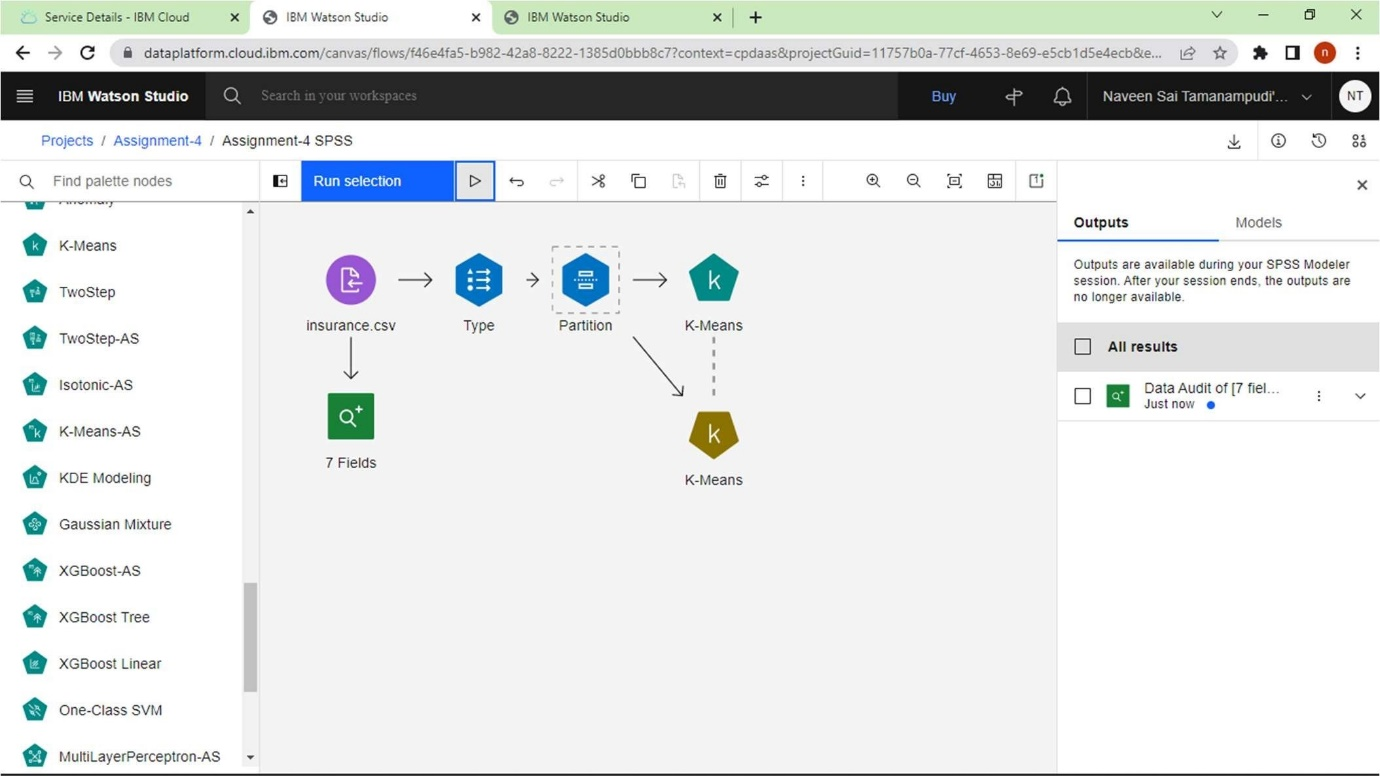 Service Details - IBM Cloud
IBM Watson Studio
IBM Watson Studio
dataplatform.cloud.ibm.com/canvas/flows/f46e4fa5-b982-42a8-8222-1385d0bbb8c7?context=cpdaas&projectGuid=11757b0a-77cf-4653-8e69-e5cb1d5e4ecb&e...
n
IBM Watson Studio
Search in your workspaces
Buy
Naveen Sai Tamanampudi'...
NT
Projects / Assignment-4 / Assignment-4 SPSS
Find palette nodes
Run selection
Anomaly
K-Means
TwoStep
TwoStep-AS
Isotonic-AS
K-Means-AS
KDE Modeling
Gaussian Mixture
XGBoost-AS
XGBoost Tree
XGBoost Linear
One-Class SVM
MultiLayerPerceptron-AS
insurance.csv
Type
Partition
k
K-Means
7 Fields
k
K-Means
Outputs
Models
Outputs are available during your SPSS Modeler
session. After your session ends, the outputs are
no longer available.
All results
Data Audit of [7 fiel...
Just now